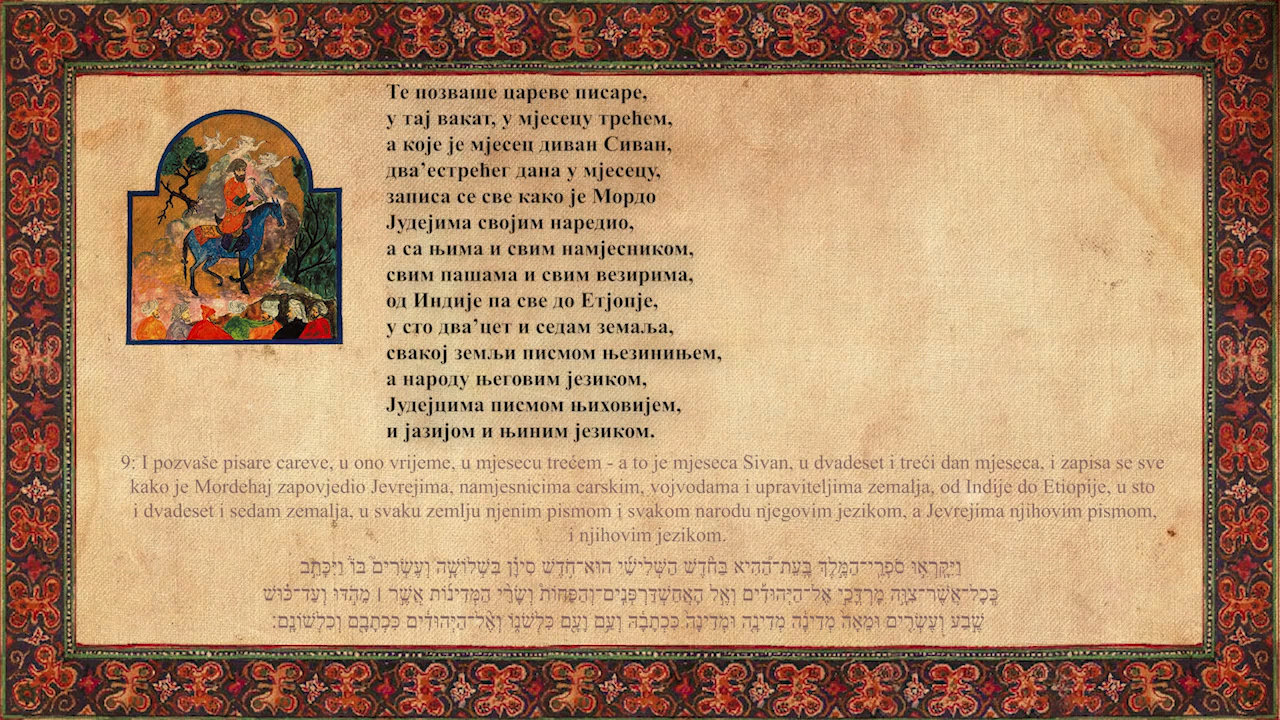 Те позваше цареве писаре,
у тај вакат, у мјесецу трећем,
а које је мјесец диван Сиван,
два’естрећег дана у мјесецу,
записа се све како је Мордо
Јудејима својим наредио,
а са њима и свим намјесником,
свим пашама и свим везирима,
од Индије па све до Етјопје,
у сто два’цет и седам земаља,
свакој земљи писмом њезинињем,
а народу његовим језиком,
Јудејцима писмом њиховијем,
и јазијом и њиним језиком.
9: I pozvaše pisare careve, u ono vrijeme, u mjesecu trećem - a to je mjeseca Sivan, u dvadeset i treći dan mjeseca, i zapisa se sve
kako je Mordehaj zapovjedio Jevrejima, namjesnicima carskim, vojvodama i upraviteljima zemalja, od Indije do Etiopije, u sto
i dvadeset i sedam zemalja, u svaku zemlju njenim pismom i svakom narodu njegovim jezikom, a Jevrejima njihovim pismom,
i njihovim jezikom.
וַיִּקָּרְא֣וּ סֹפְרֵֽי־הַמֶּ֣לֶךְ בָּֽעֵת־הַ֠הִיא בַּחֹ֨דֶשׁ הַשְּׁלִישִׁ֜י הוּא־חֹ֣דֶשׁ סִיוָ֗ן בִּשְׁלוֹשָׁ֣ה וְעֶשְׂרִים֮ בּוֹ֒ וַיִּכָּתֵ֣ב
כְּֽכָל־אֲשֶׁר־צִוָּ֣ה מָרְדֳּכַ֣י אֶל־הַיְּהוּדִ֡ים וְאֶ֣ל הָאֲחַשְׁדַּרְפְּנִֽים־וְהַפַּחוֹת֩ וְשָׂרֵ֨י הַמְּדִינ֜וֹת אֲשֶׁ֣ר ׀ מֵהֹ֣דּוּ וְעַד־כּ֗וּשׁ
שֶׁ֣בַע וְעֶשְׂרִ֤ים וּמֵאָה֙ מְדִינָ֔ה מְדִינָ֤ה וּמְדִינָה֙ כִּכְתָבָ֔הּ וְעַ֥ם וָעָ֖ם כִּלְשֹׁנ֑וֹ וְאֶ֨ל־הַיְּהוּדִ֔ים כִּכְתָבָ֖ם וְכִלְשׁוֹנָֽם׃